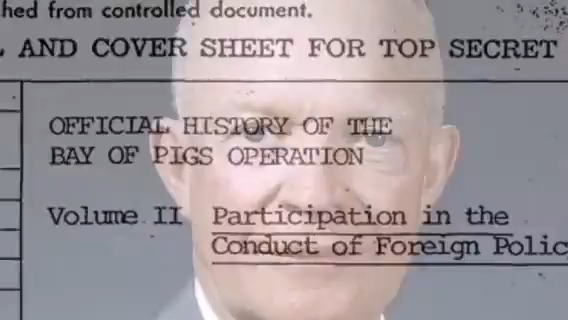 hed from controlled document.
AND COVER SHEET FOR TOP SECRET
OFFICIAL HISTORY OF THE
BAY OF PIGS OPERATION
Volume II Participation in the
Conduct of Foreign Polic